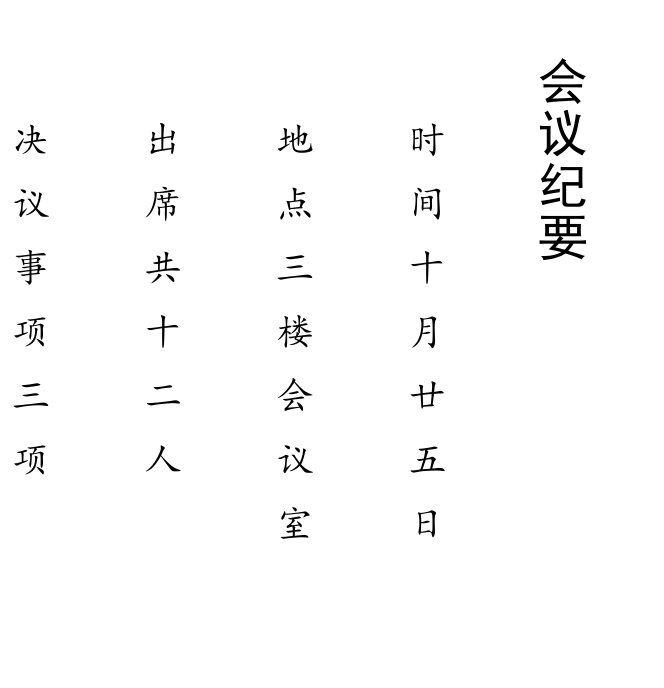 会议纪要
时间十月廿五日
地点三楼会议室
出席共十二人
决议事项三项